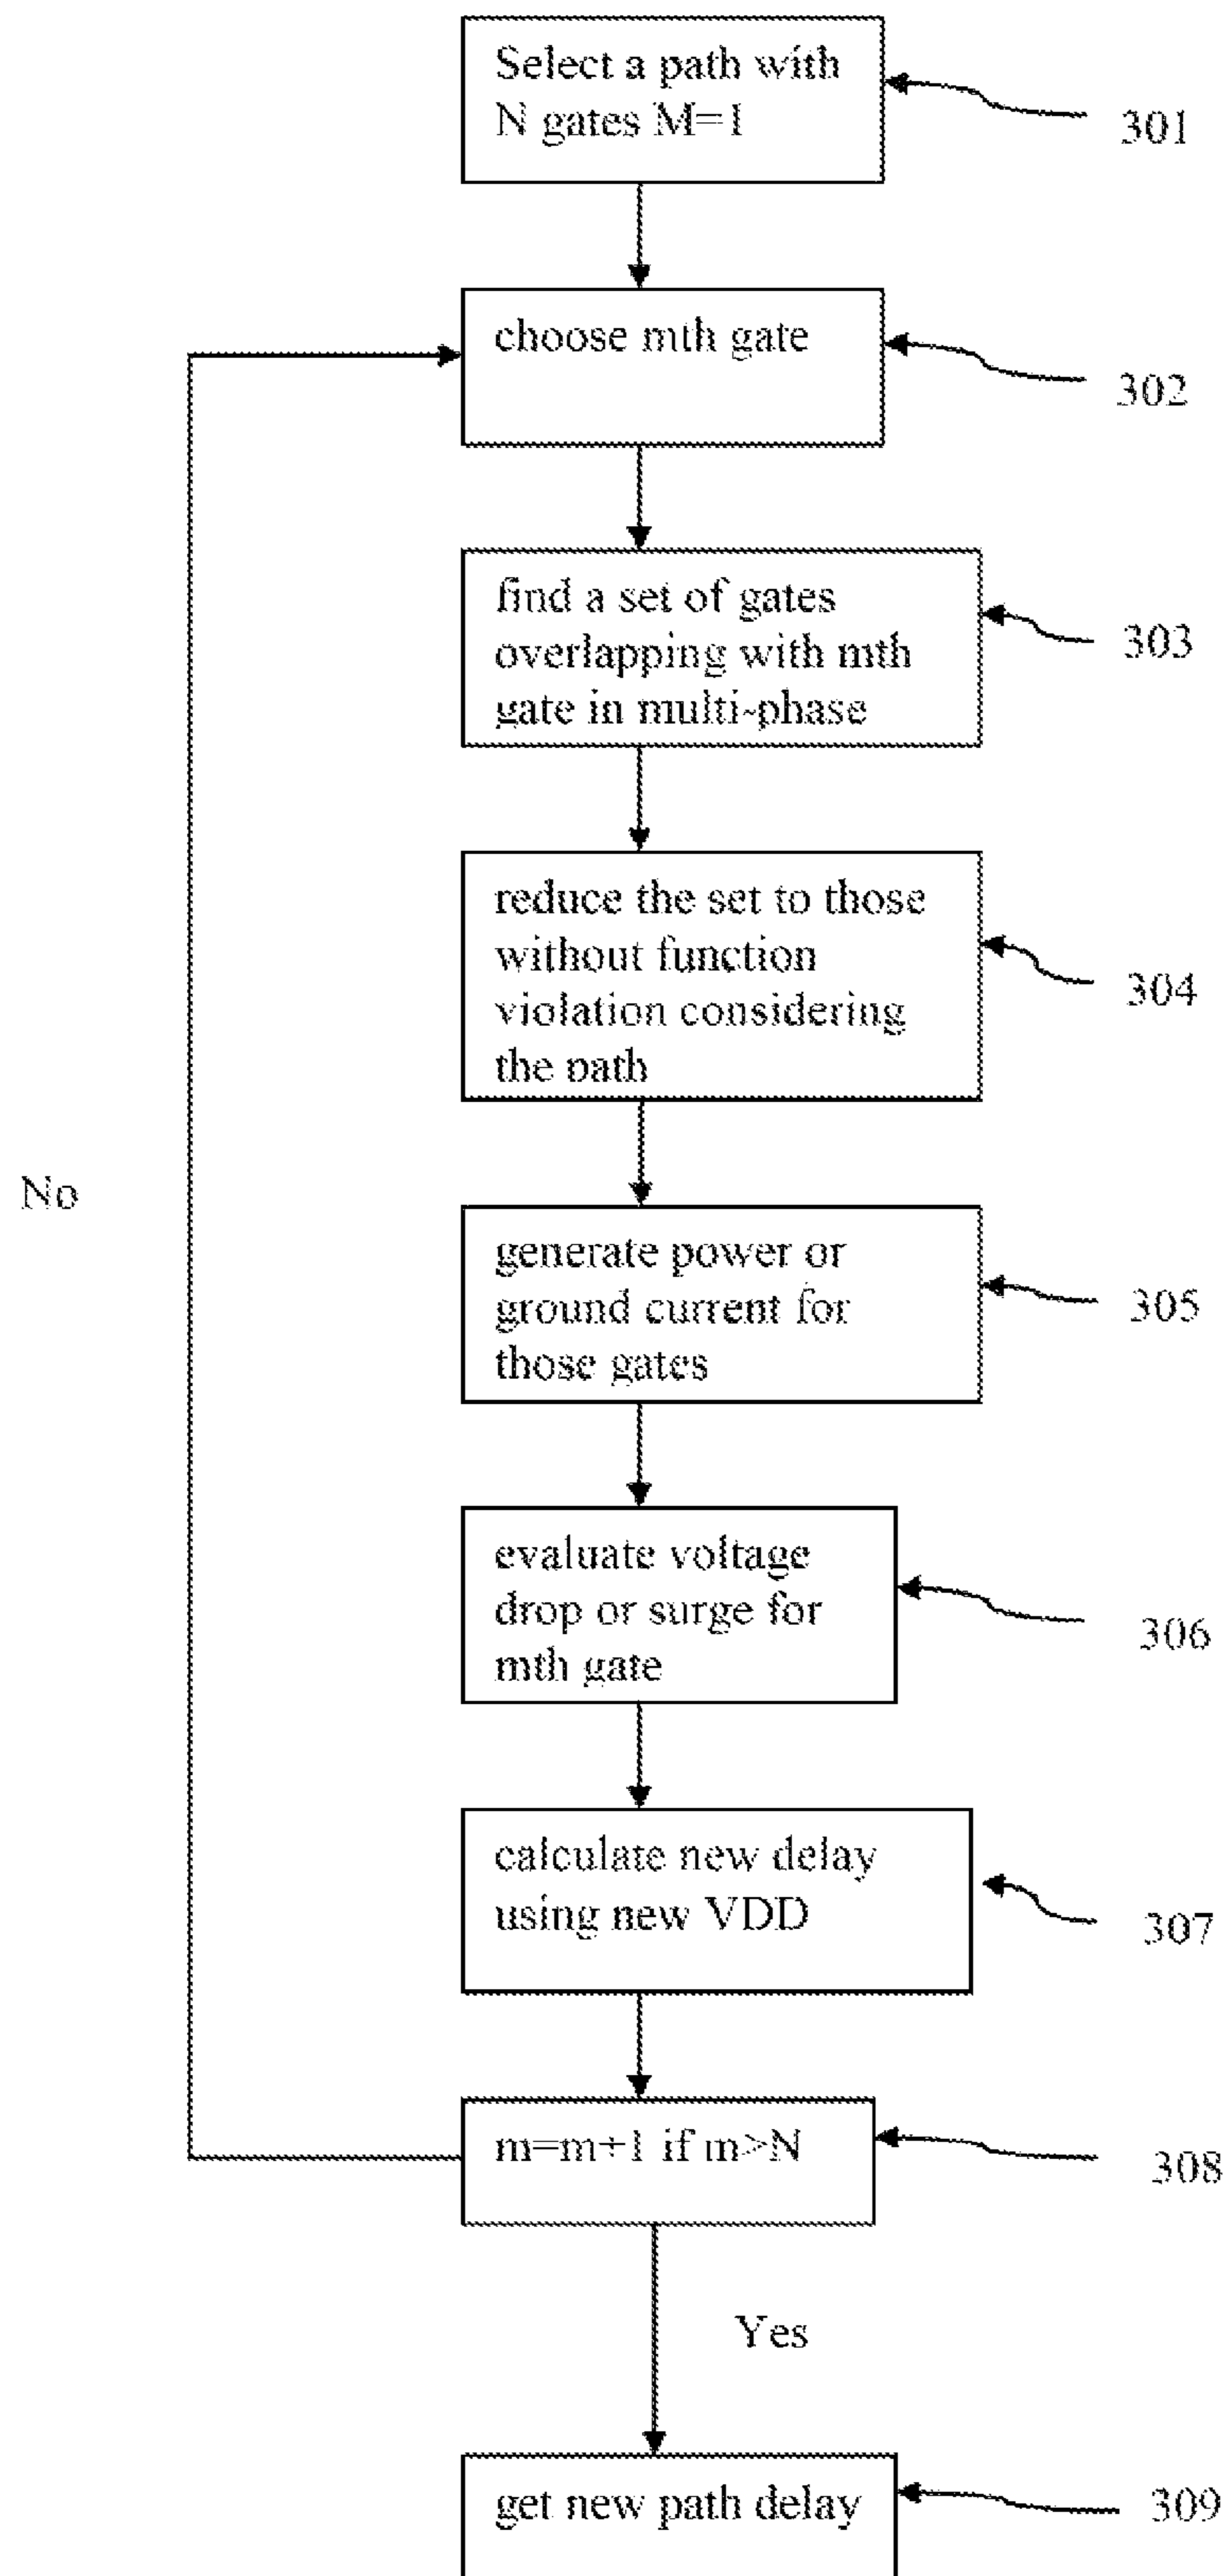 Select a path with
N gates M=1
301
choose mth gate
302
find a set of gates
overlapping with mth
gate in multi-phase
303
reduce the set to those
without function
violation considering
the path
304
No
generate power or
ground current for
those gates
305
evaluate voltage
drop or surge for
mth gate
306
calculate new delay
using new VDD
307
m=m+1 if m>N
308
Yes
get new path delay
309